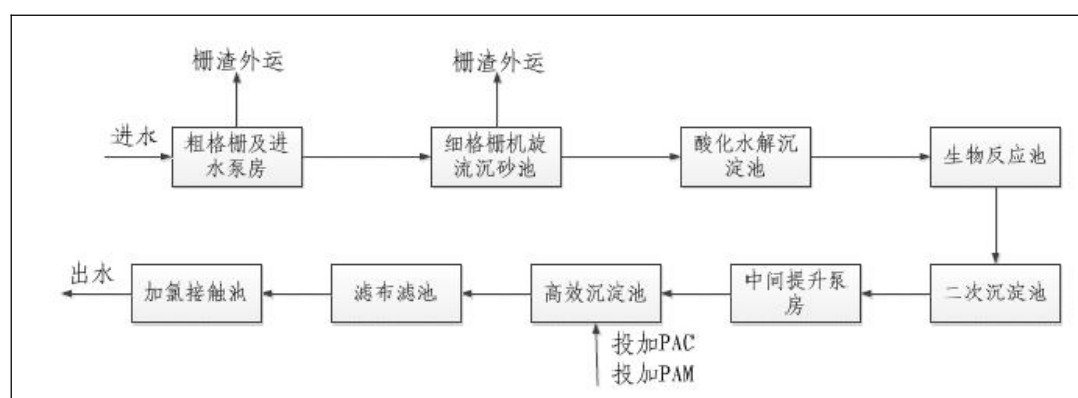 栅渣外运
栅渣外运
进水
粗格栅及进
水泵房
细格栅机旋
流沉砂池
酸化水解沉
淀池
生物反应池
出水
加氯接触池
滤布滤池
高效沉淀池
中间提升泵
房
二次沉淀池
投加PAC
投加PAM